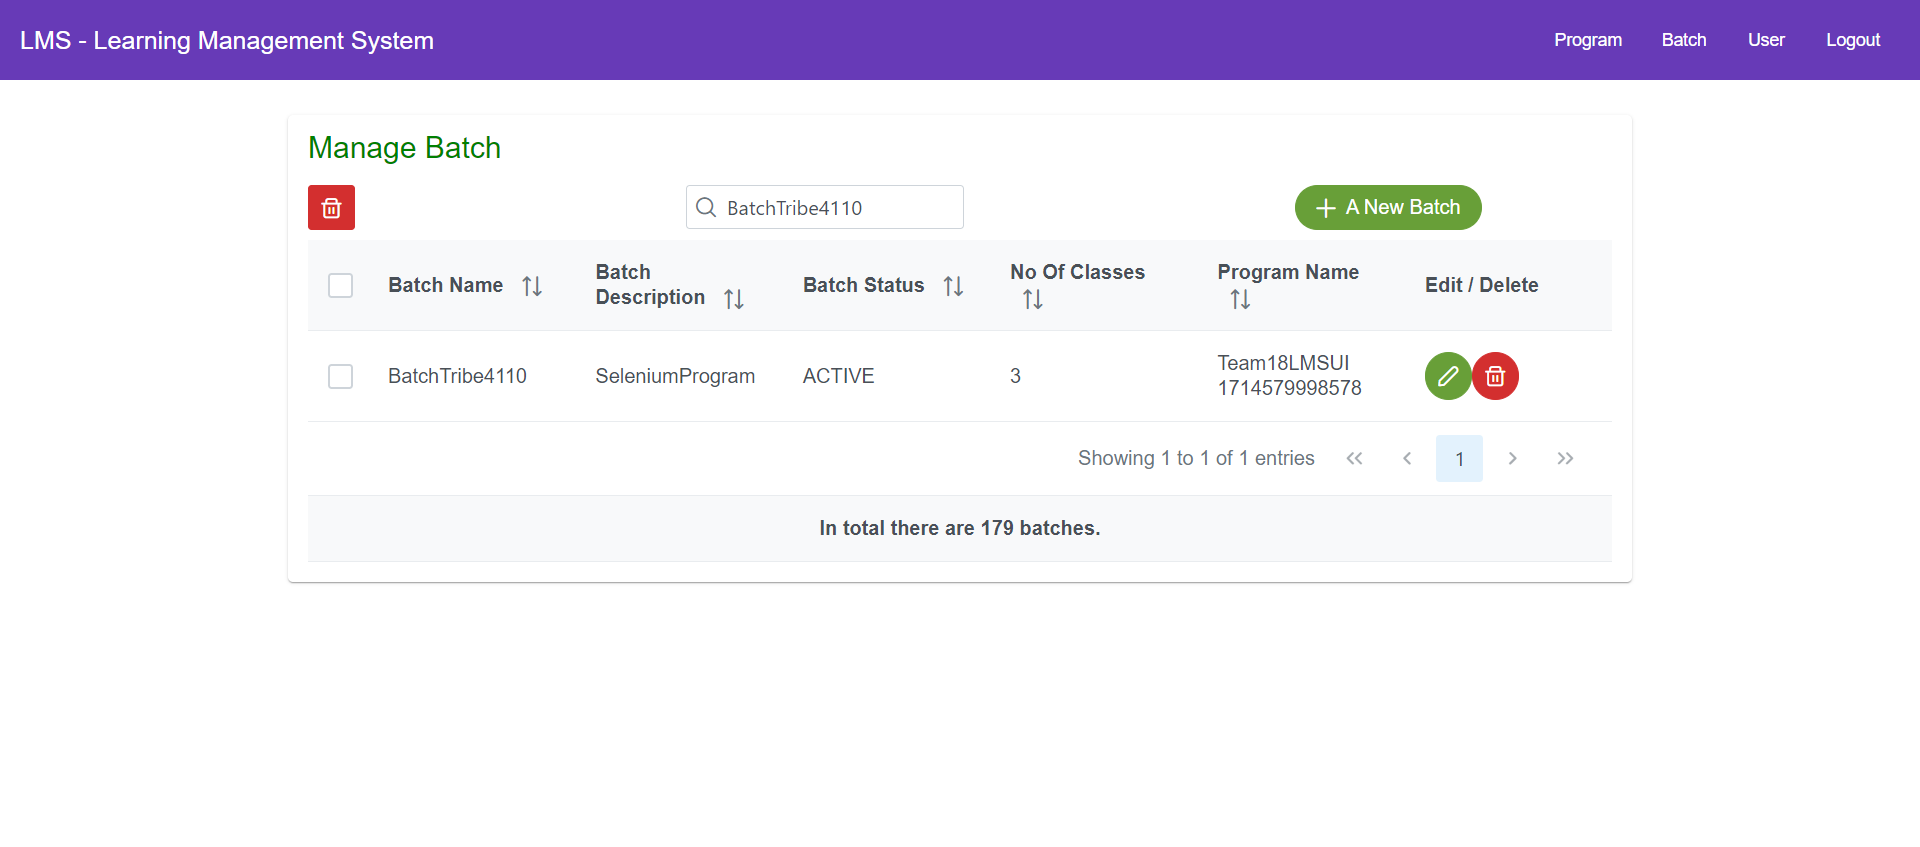 LMS - Learning Management System
Program
Batch
User
Logout
Manage Batch
BatchTribe4110
A New Batch
Batch Name
Batch
Description
Batch Status
No Of Classes
Program Name
Edit / Delete
BatchTribe4110
SeleniumProgram
ACTIVE
3
Team18LMSUI
1714579998578
Showing 1 to 1 of 1 entries
1
In total there are 179 batches.